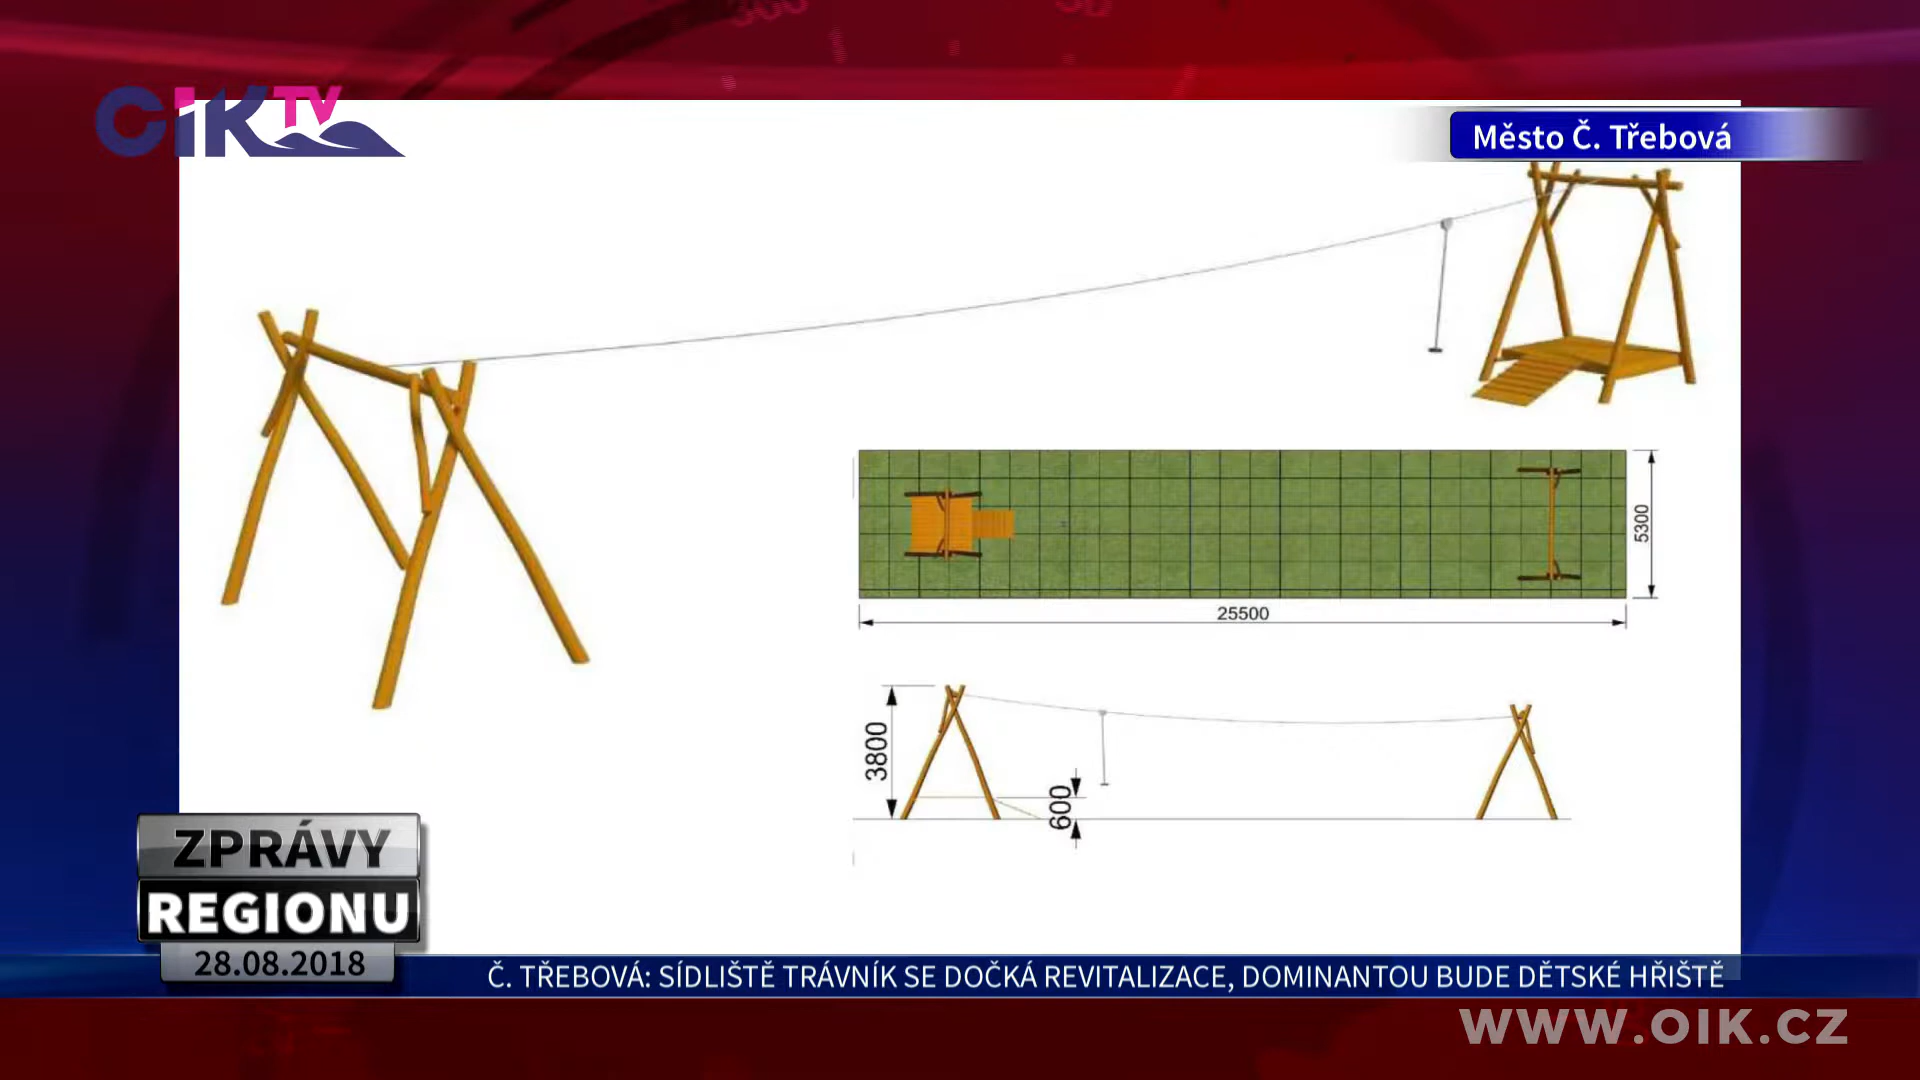 OIK TV
Město Č. Třebová
5300
25500
3800
600
ZPRÁVY
REGIONU
28.08.2018
Č. TŘEBOVÁ: SÍDLIŠTĚ TRÁVNÍK SE DOČKÁ REVITALIZACE, DOMINANTOU BUDE DĚTSKÉ HŘIŠTĚ
www.oik.cz